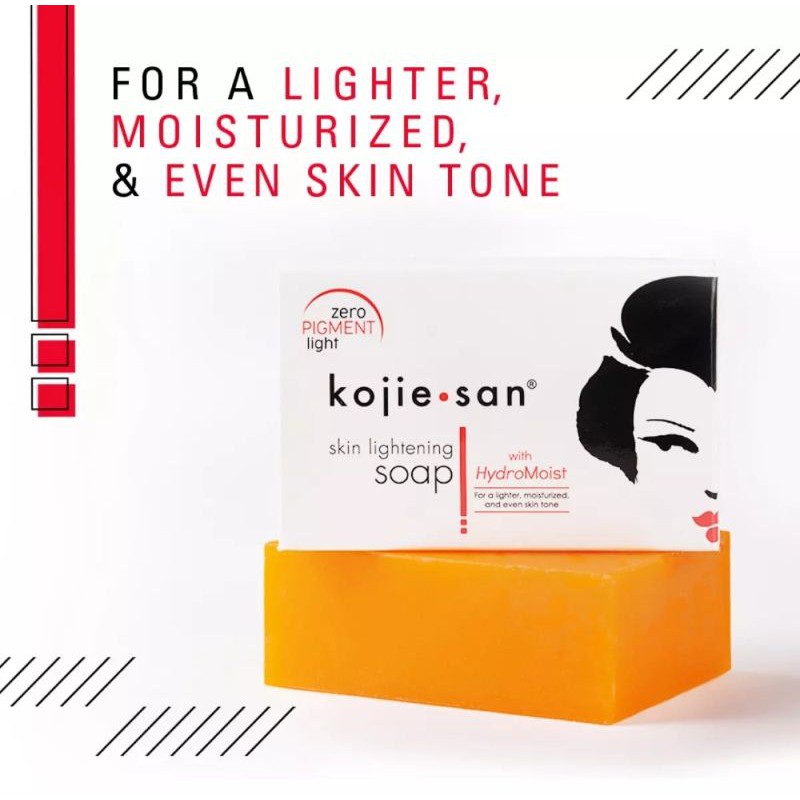 FOR A LIGHTER,
MOISTURIZED,
& EVEN SKIN TONE
zero
PIGMENT
light
kojie•san®
skin lightening
soap
with
HydroMoist
For a lighter, moisturized,
and even skin tone